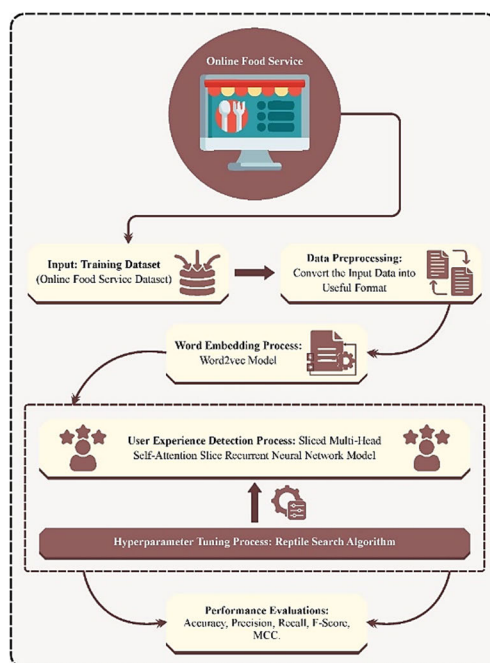 Online Food Service
Input: Training Dataset
(Online Food Service Dataset)
Data Preprocessing:
Convert the Input Data into
Useful Format
Word Embedding Process:
Word2vec Model
User Experience Detection Process: Sliced Multi-Head
Self-Attention Slice Recurrent Neural Network Model
Hyperparameter Tuning Process: Reptile Search Algorithm
Performance Evaluations:
Accuracy, Precision, Recall, F-Score,
MCC.